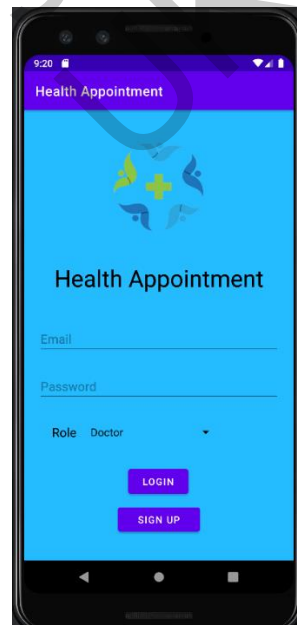 9:20
Health Appointment
Health Appointment
Email
Password
Role Doctor
LOGIN
SIGN UP